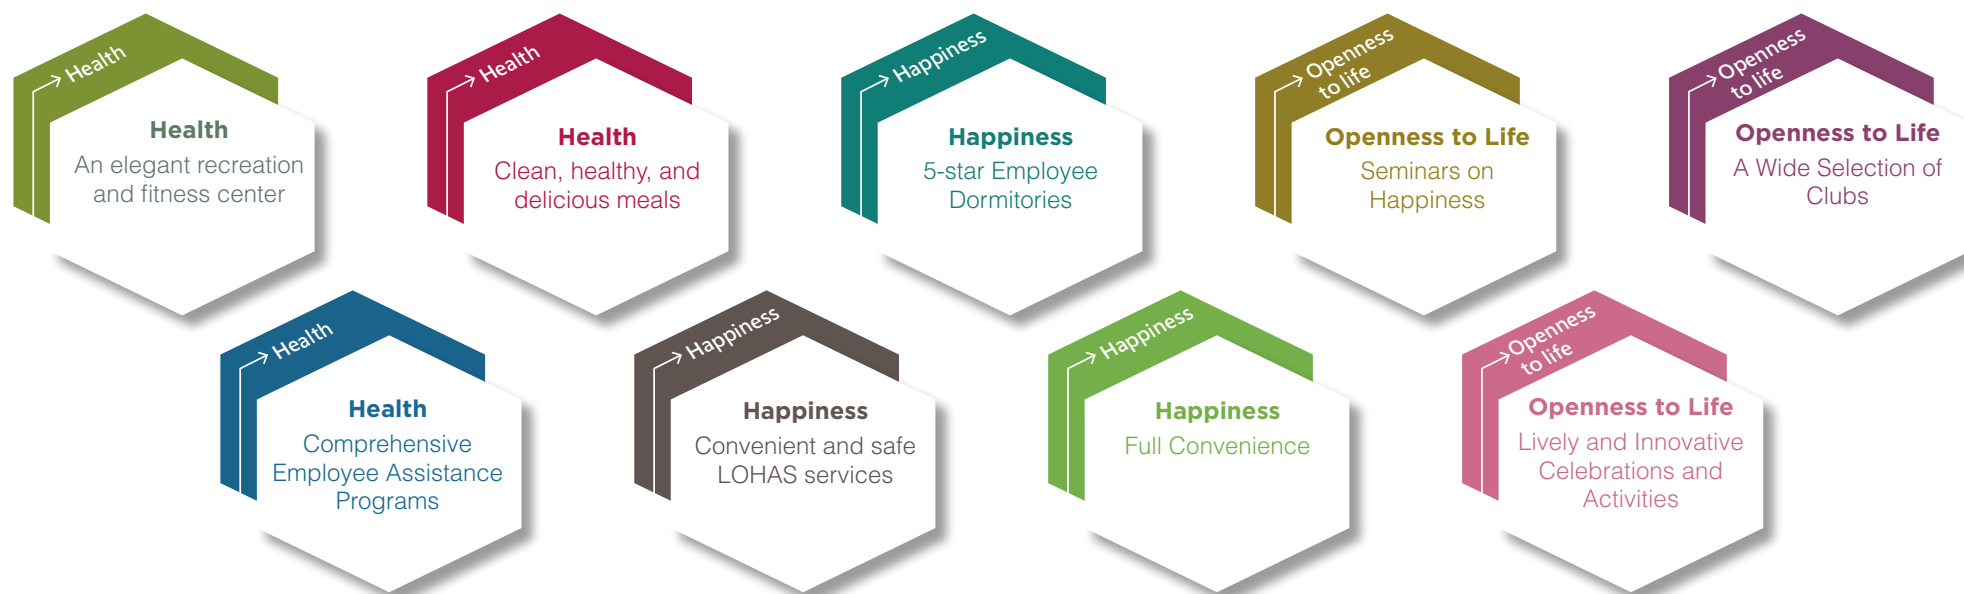 Health
Health
An elegant recreation
and fitness center
Health
Health
Clean, healthy, and
delicious meals
Happiness
Happiness
5-star Employee
Dormitories
Openness
to life
Openness to Life
Seminars on
Happiness
Openness
to life
Openness to Life
A Wide Selection of
Clubs
Health
Health
Comprehensive
Employee Assistance
Programs
Happiness
Happiness
Convenient and safe
LOHAS services
Happiness
Happiness
Full Convenience
Openness
to life
Openness to Life
Lively and Innovative
Celebrations and
Activities